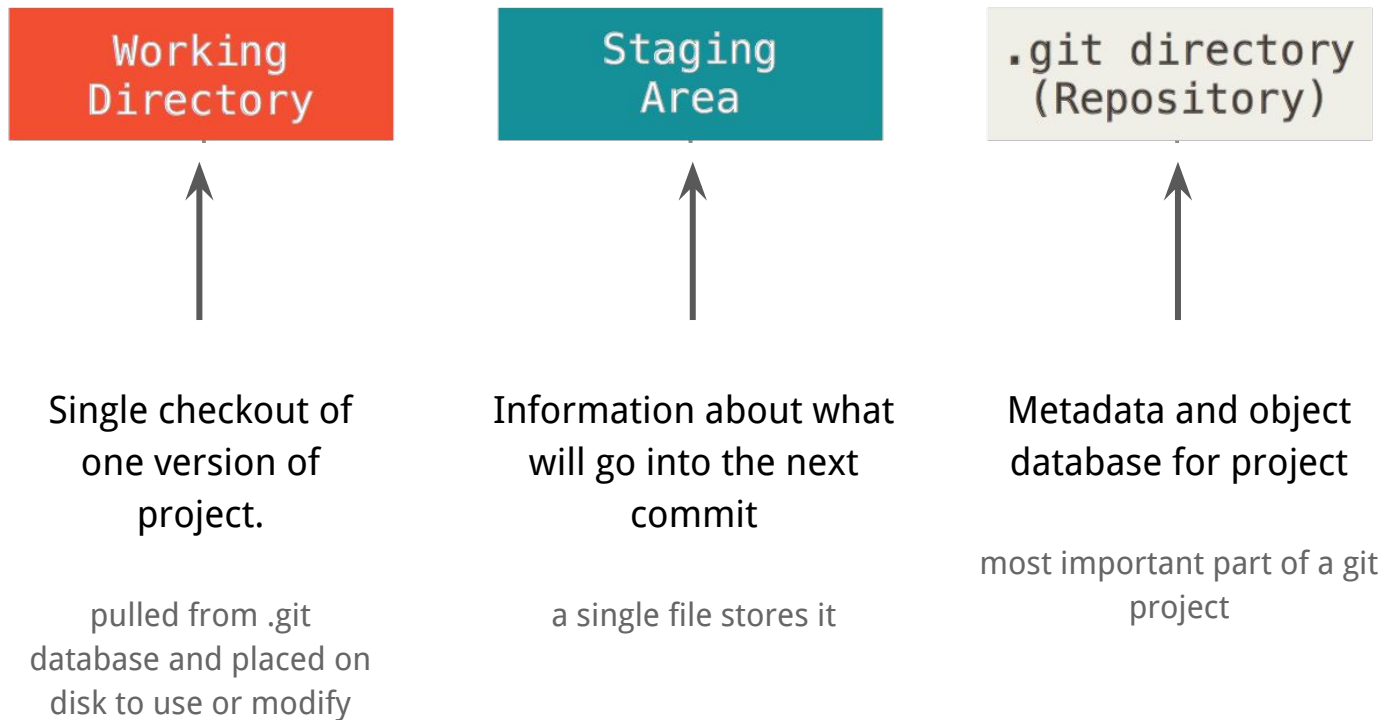 Working
Directory
Staging
Area
.git directory
(Repository)
Single checkout of
one version of
project.
pulled from .git
database and placed on
disk to use or modify
Information about what
will go into the next
commit
a single file stores it
Metadata and object
database for project
most important part of a git
project